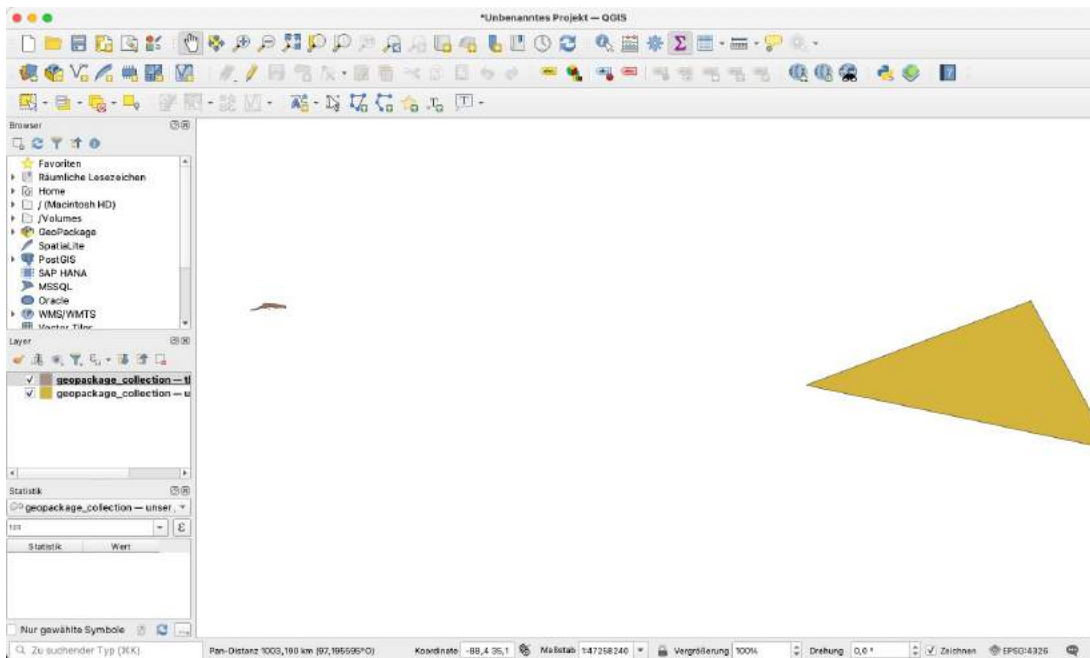 *Unbenanntes Projekt — QGIS
Browser
Favoriten
Räumliche Lesezeichen
Home
/ (Macintosh HD)
/Volumes
GeoPackage
SpatiaLite
PostGIS
SAP HANA
MSSQL
Oracle
WMS/WMTS
Vector Tiles
Layer
geopackage_collection — tl
geopackage_collection — u
Statistik
geopackage_collection — unser
Statistik Wert
Nur gewählte Symbole
Zu suchender Typ (⌘K) Pan-Distanz 1003,190 km (97,195595°O) Koordinate -88,4 35,1 Maßstab 1:47258240 Vergrößerung 100% Drehung 0,0 ° Zeichnen EPSG:4326